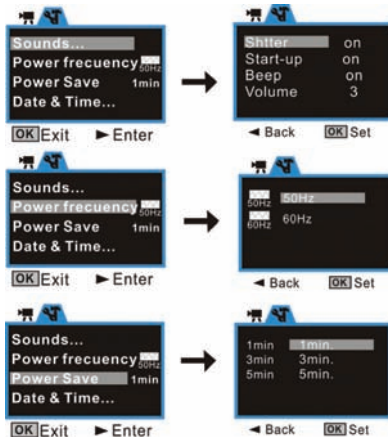 Sounds...
Power frecuency 50Hz
Power Save 1min
Date & Time...
OK Exit ► Enter
Shtter on
Start-up on
Beep on
Volume 3
◄ Back OK Set
Sounds...
Power frecuency 50Hz
Power Save 1min
Date & Time...
OK Exit ► Enter
50Hz 50Hz
60Hz 60Hz
◄ Back OK Set
Sounds...
Power frecuency 50Hz
Power Save 1min
Date & Time...
OK Exit ► Enter
1min 1min.
3min 3min.
5min 5min.
◄ Back OK Set